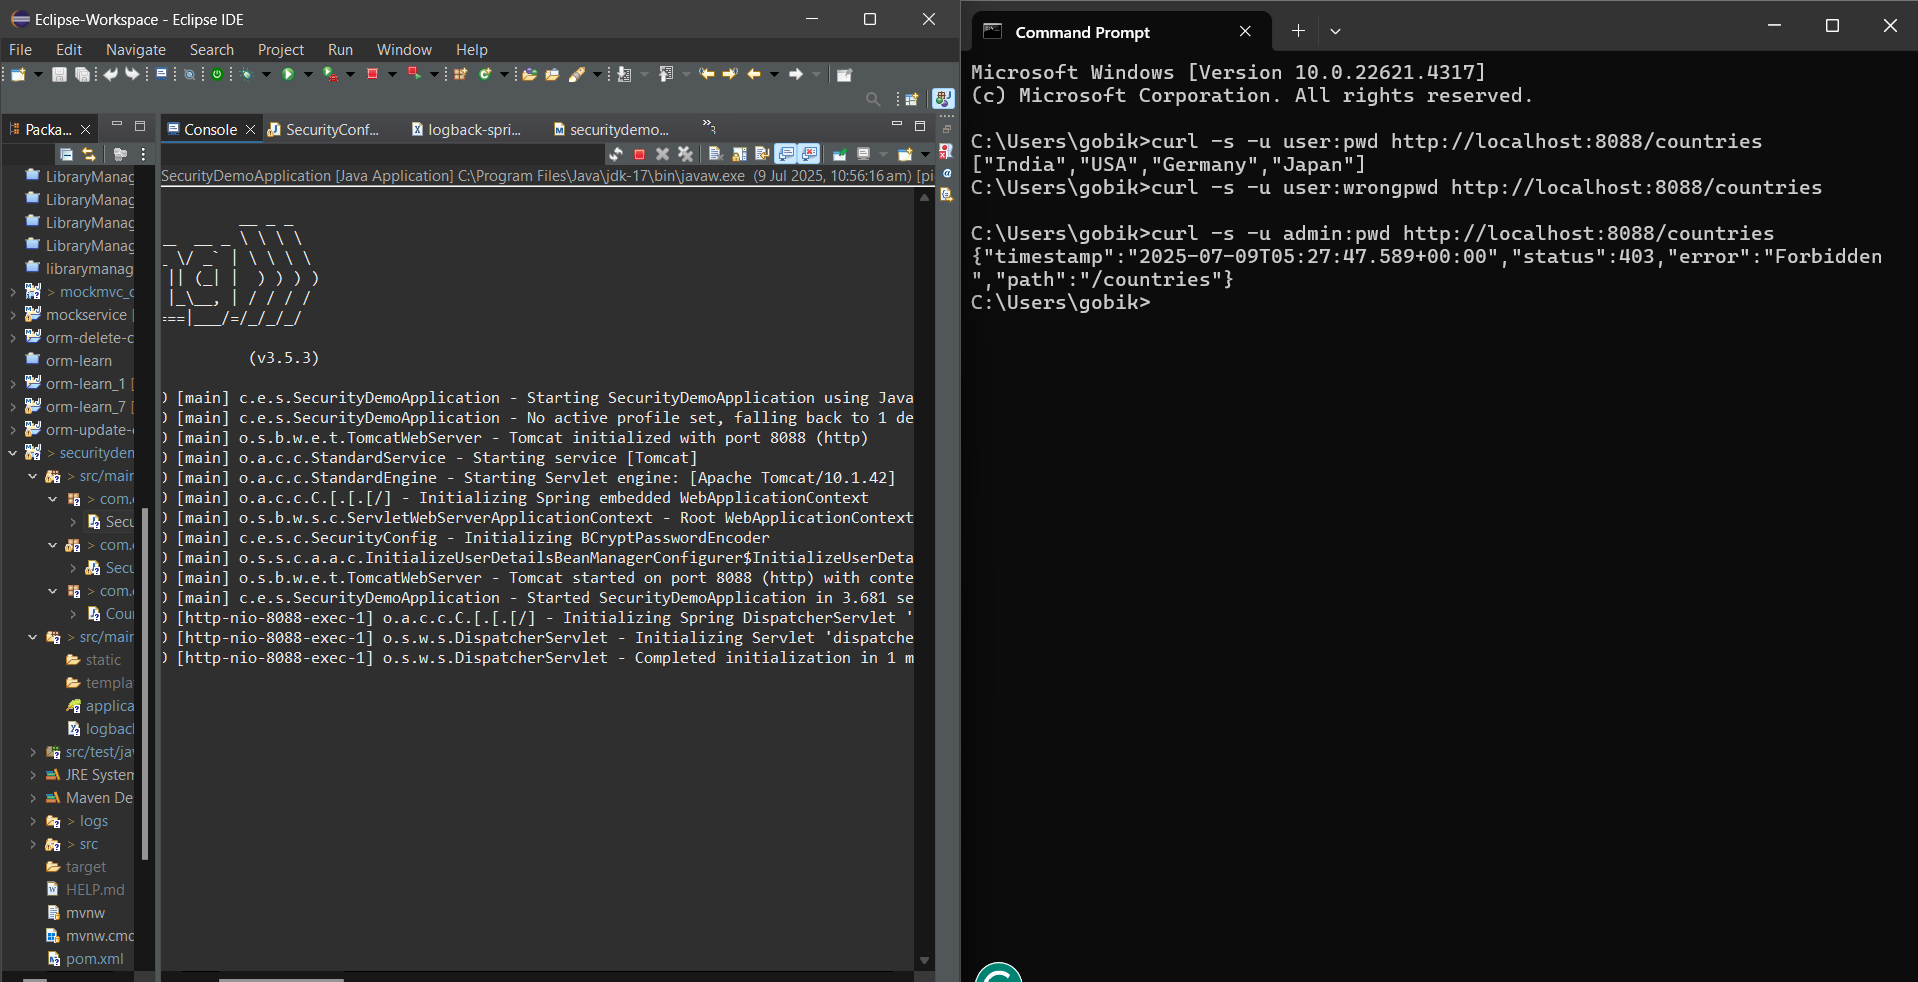 Eclipse-Workspace - Eclipse IDE
File Edit Navigate Search Project Run Window Help
Packa...
Console
SecurityConf...
logback-spri...
securitydemo...
»3
SecurityDemoApplication [Java Application] C:\Program Files\Java\jdk-17\bin\javaw.exe (9 Jul 2025, 10:56:16 am) [pi
LibraryManag
LibraryManag
LibraryManag
LibraryManag
librarymanag
> mockmvc_c
mockservice [
orm-delete-c
orm-learn
orm-learn_1 [
orm-learn_7 [
orm-update-
> securityden
> src/mair
> com.
Secu
> com.
Secu
> com.
Cour
> src/mair
static
templa
applica
logbac
src/test/ja
JRE System
Maven De
> logs
> src
target
HELP.md
mvnw
mvnw.cmd
pom.xml
__ _ _
__ __ _ \ \ \ \
_ \/ _` | \ \ \ \
|| (_| | ) ) ) )
|_\__, | / / / /
===|___/=/_/_/_/
(v3.5.3)
[main] c.e.s.SecurityDemoApplication - Starting SecurityDemoApplication using Java
[main] c.e.s.SecurityDemoApplication - No active profile set, falling back to 1 de
[main] o.s.b.w.e.t.TomcatWebServer - Tomcat initialized with port 8088 (http)
[main] o.a.c.c.StandardService - Starting service [Tomcat]
[main] o.a.c.c.StandardEngine - Starting Servlet engine: [Apache Tomcat/10.1.42]
[main] o.a.c.c.C.[.[.[/] - Initializing Spring embedded WebApplicationContext
[main] o.s.b.w.s.c.ServletWebServerApplicationContext - Root WebApplicationContext
[main] c.e.s.c.SecurityConfig - Initializing BCryptPasswordEncoder
[main] o.s.s.c.a.a.c.InitializeUserDetailsBeanManagerConfigurer$InitializeUserDeta
[main] o.s.b.w.e.t.TomcatWebServer - Tomcat started on port 8088 (http) with conte
[main] c.e.s.SecurityDemoApplication - Started SecurityDemoApplication in 3.681 se
[http-nio-8088-exec-1] o.a.c.c.C.[.[.[/] - Initializing Spring DispatcherServlet '
[http-nio-8088-exec-1] o.s.w.s.DispatcherServlet - Initializing Servlet 'dispatche
[http-nio-8088-exec-1] o.s.w.s.DispatcherServlet - Completed initialization in 1 m
Command Prompt
Microsoft Windows [Version 10.0.22621.4317]
(c) Microsoft Corporation. All rights reserved.
C:\Users\gobik>curl -s -u user:pwd http://localhost:8088/countries
["India","USA","Germany","Japan"]
C:\Users\gobik>curl -s -u user:wrongpwd http://localhost:8088/countries
C:\Users\gobik>curl -s -u admin:pwd http://localhost:8088/countries
{"timestamp":"2025-07-09T05:27:47.589+00:00","status":403,"error":"Forbidden
","path":"/countries"}
C:\Users\gobik>